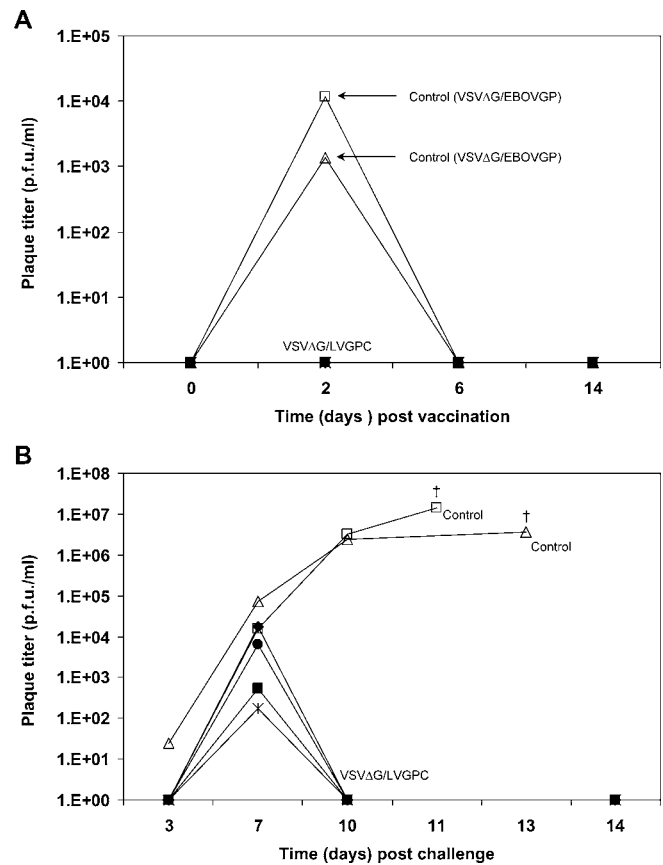 A
1.E+05
1.E+04
1.E+03
1.E+02
1.E+01
1.E+00
Plaque titer (p.f.u./ml)
Control (VSVΔG/EBOVGP)
Control (VSVΔG/EBOVGP)
VSVΔG/LVGPC
0 2 6 14
Time (days ) post vaccination
B
1.E+08
1.E+07
1.E+06
1.E+05
1.E+04
1.E+03
1.E+02
1.E+01
1.E+00
Plaque titer (p.f.u./ml)
†
Control
†
Control
VSVΔG/LVGPC
3 7 10 11 13 14
Time (days) post challenge